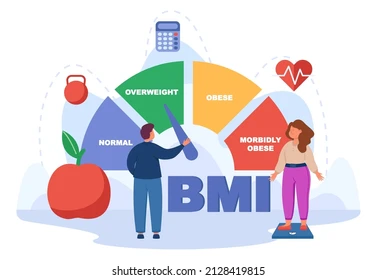 OVERWEIGHT
OBESE
NORMAL
MORBIDLY
OBESE
BMI
shutterstock.com · 2128419815